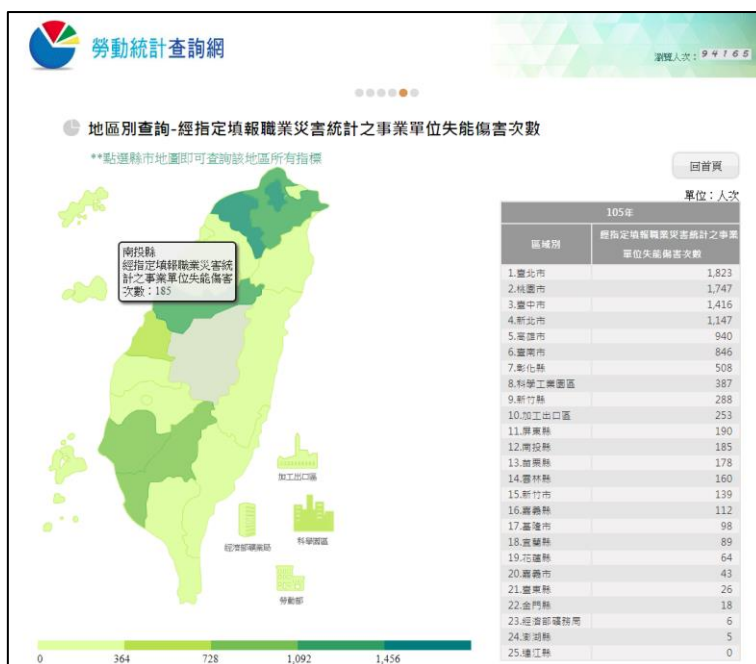 勞動統計查詢網
瀏覽人次：94165
地區別查詢-經指定填報職業災害統計之事業單位失能傷害次數
**點選縣市地圖即可查詢該地區所有指標
回首頁
單位：人次
南投縣
經指定填報職業災害統
計之事業單位失能傷害
次數：185
加工出口區
經濟部礦業局
科學園區
勞動部
0 364 728 1,092 1,456
105年
區域別 經指定填報職業災害統計之事業
單位失能傷害次數
1.臺北市 1,823
2.桃園市 1,747
3.臺中市 1,416
4.新北市 1,147
5.高雄市 940
6.臺南市 846
7.彰化縣 508
8.科學工業園區 387
9.新竹縣 288
10.加工出口區 253
11.屏東縣 190
12.南投縣 185
13.苗栗縣 178
14.雲林縣 160
15.新竹市 139
16.嘉義縣 112
17.基隆市 98
18.宜蘭縣 89
19.花蓮縣 64
20.嘉義市 43
21.臺東縣 26
22.金門縣 18
23.經濟部礦務局 6
24.澎湖縣 5
25.連江縣 0